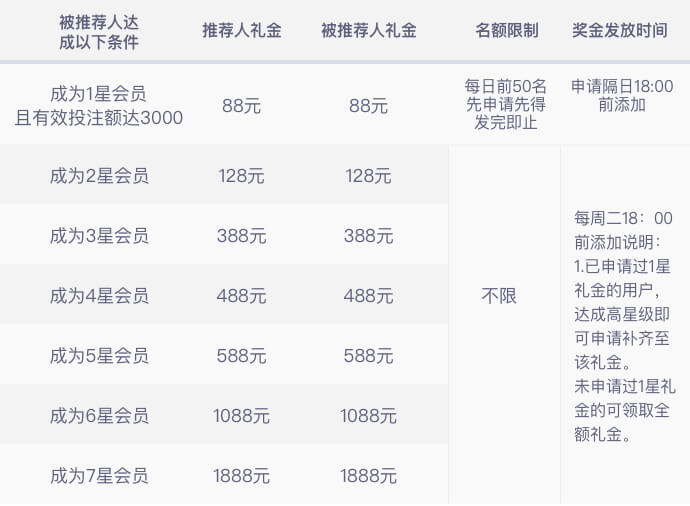 被推荐人达
成以下条件
推荐人礼金
被推荐人礼金
名额限制
奖金发放时间
成为1星会员
且有效投注额达3000
88元
88元
每日前50名
先申请先得
发完即止
申请隔日18:00
前添加
成为2星会员
128元
128元
成为3星会员
388元
388元
成为4星会员
488元
488元
成为5星会员
588元
588元
成为6星会员
1088元
1088元
成为7星会员
1888元
1888元
不限
每周二18：00
前添加说明：
1.已申请过1星
礼金的用户，
达成高星级即
可申请补齐至
该礼金。
未申请过1星礼
金的可领取全
额礼金。